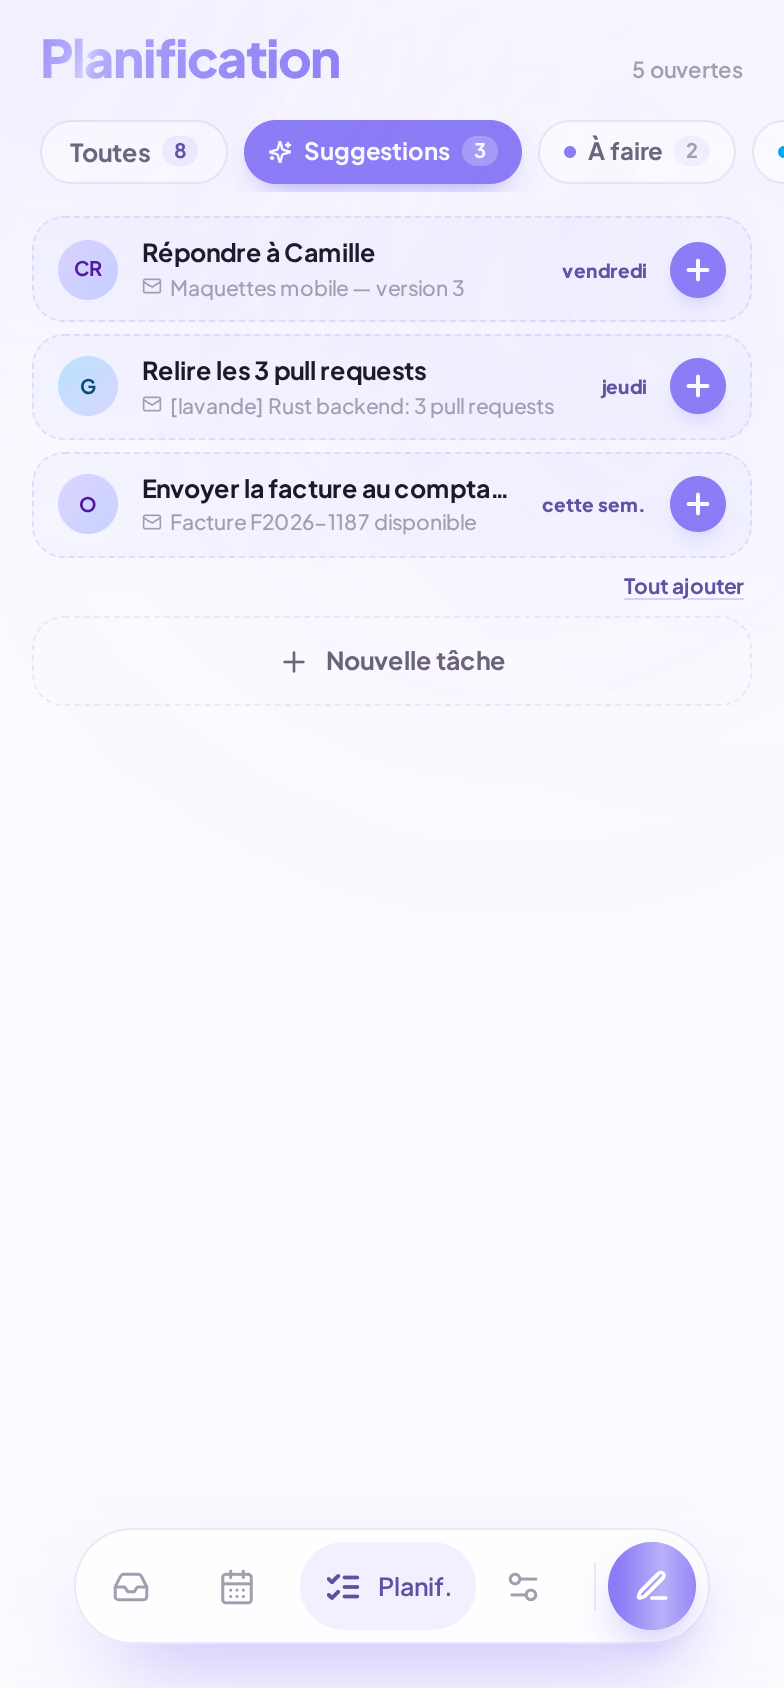 Planification
5 ouvertes
Toutes 8
Suggestions 3
À faire 2
CR
Répondre à Camille
Maquettes mobile — version 3
vendredi
G
Relire les 3 pull requests
[lavande] Rust backend: 3 pull requests
jeudi
O
Envoyer la facture au compta...
Facture F2026-1187 disponible
cette sem.
Tout ajouter
Nouvelle tâche
Planif.